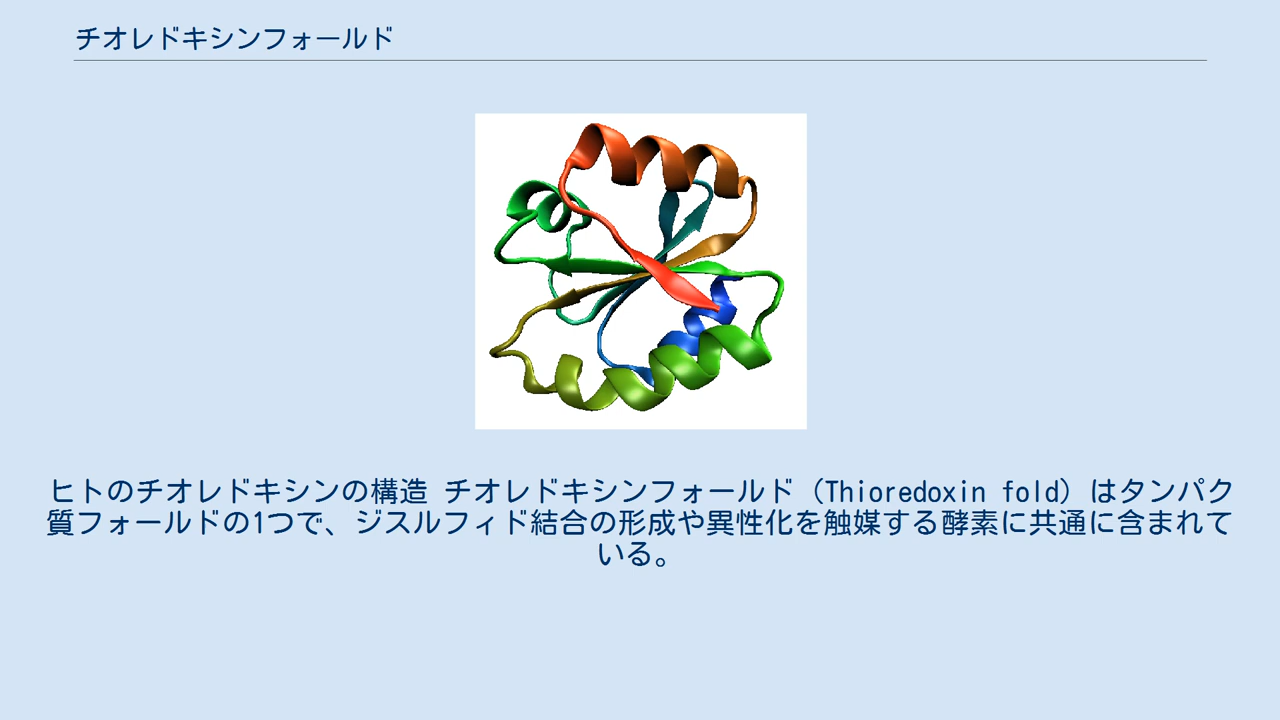 チオレドキシンフォールド
ヒトのチオレドキシンの構造 チオレドキシンフォールド（Thioredoxin fold）はタンパク
質フォールドの1つで、ジスルフィド結合の形成や異性化を触媒する酵素に共通に含まれて
いる。